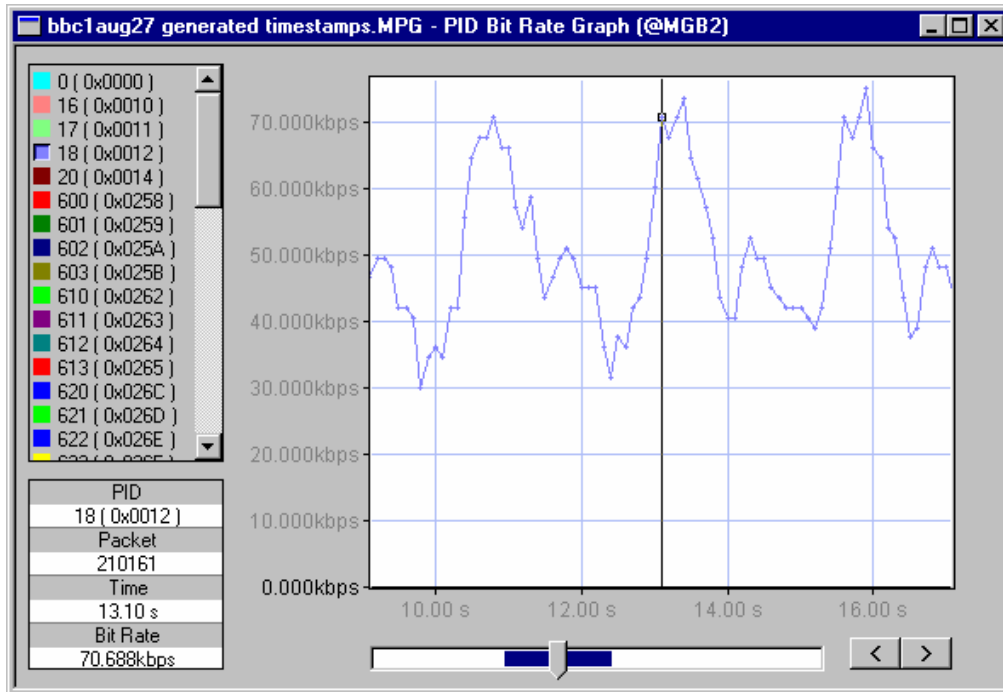 bbc1aug27 generated timestamps.MPG - PID Bit Rate Graph (@MGB2)
0 ( 0x0000 )
16 ( 0x0010 )
17 ( 0x0011 )
18 ( 0x0012 )
20 ( 0x0014 )
600 ( 0x0258 )
601 ( 0x0259 )
602 ( 0x025A )
603 ( 0x025B )
610 ( 0x0262 )
611 ( 0x0263 )
612 ( 0x0264 )
613 ( 0x0265 )
620 ( 0x026C )
621 ( 0x026D )
622 ( 0x026E )
PID
18 ( 0x0012 )
Packet
210161
Time
13.10 s
Bit Rate
70.688kbps
70.000kbps
60.000kbps
50.000kbps
40.000kbps
30.000kbps
20.000kbps
10.000kbps
0.000kbps
10.00 s
12.00 s
14.00 s
16.00 s
< >